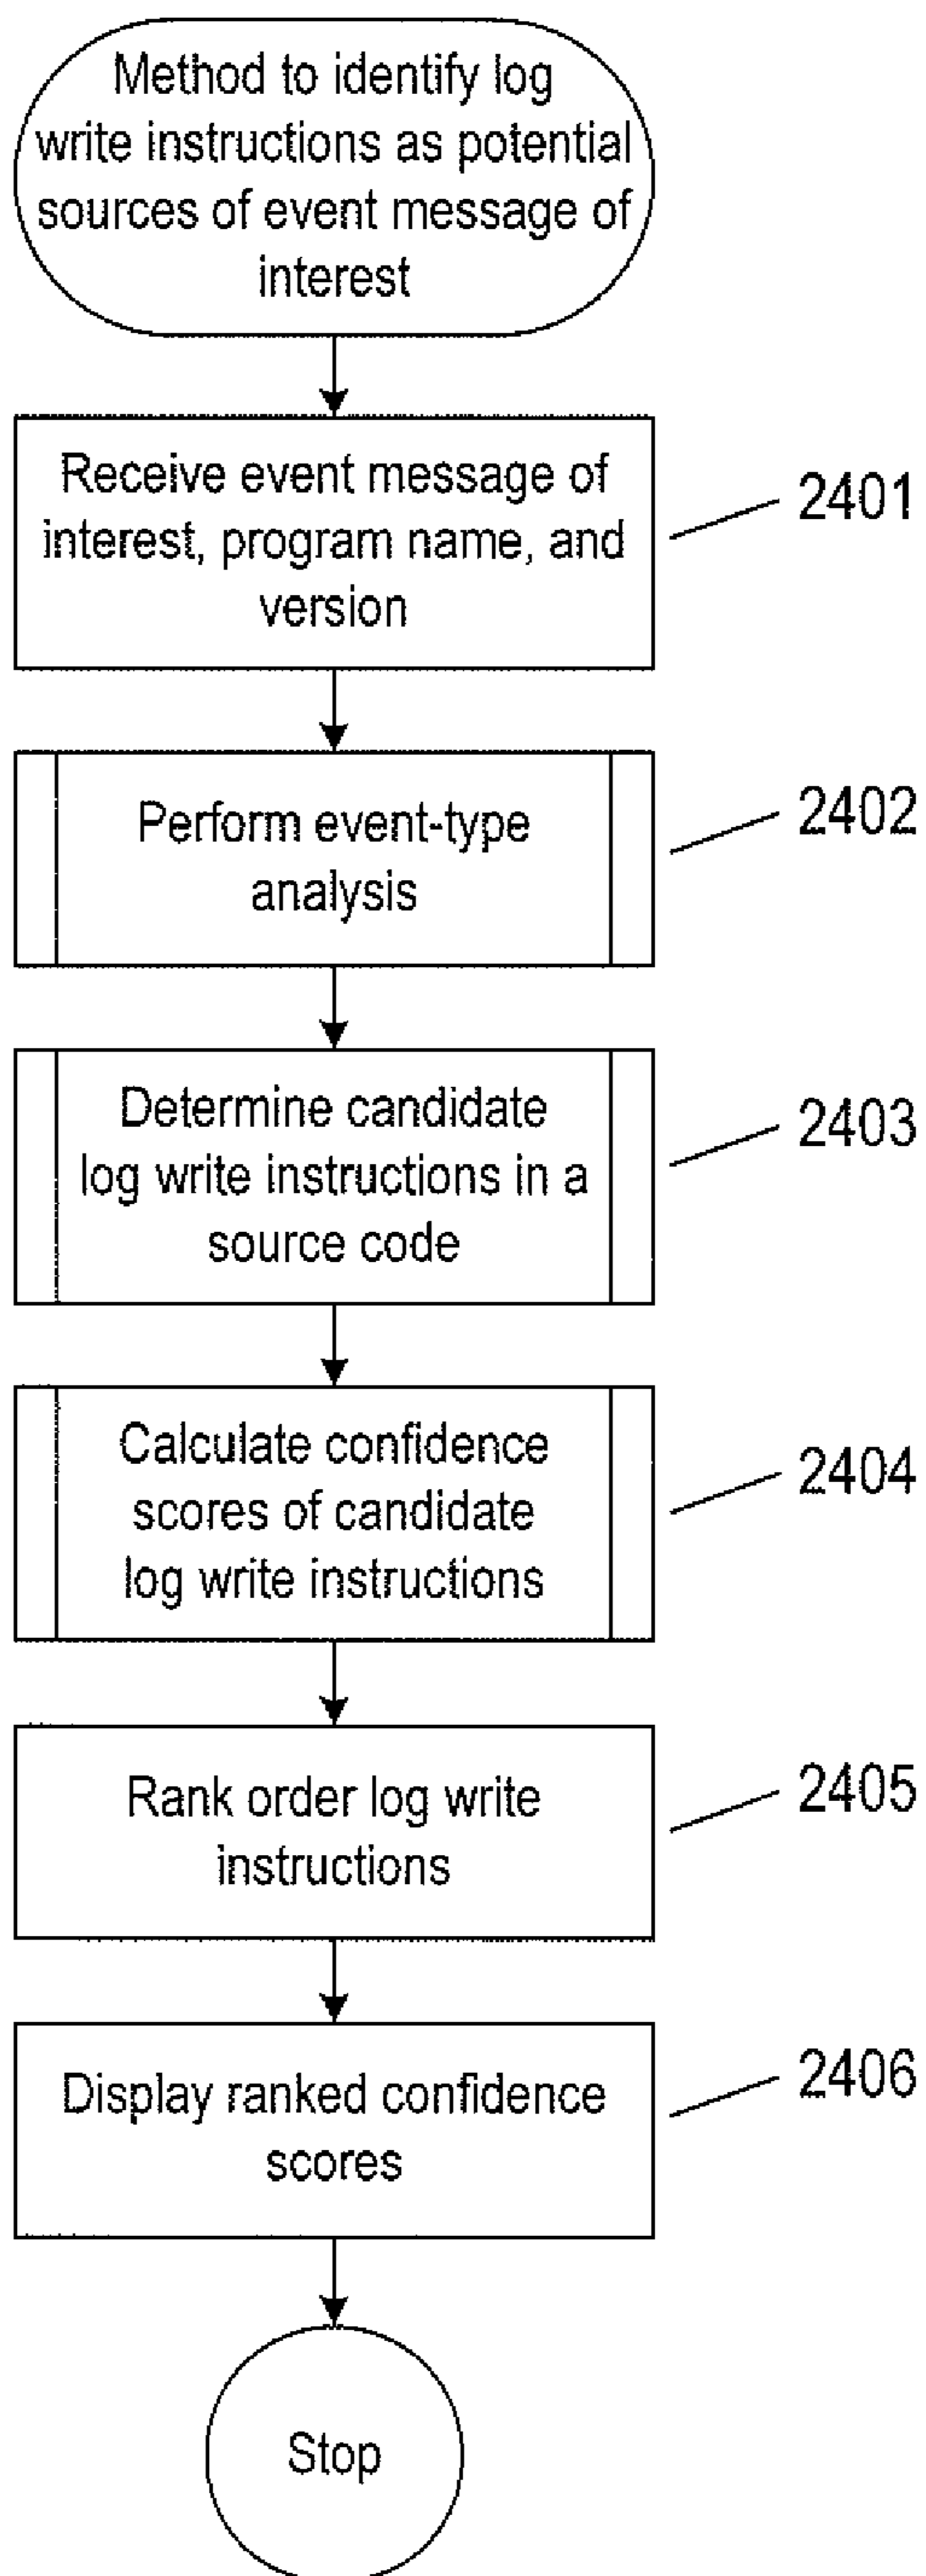 Method to identify log
write instructions as potential
sources of event message of
interest
Receive event message of
interest, program name, and
version
2401
Perform event-type
analysis
2402
Determine candidate
log write instructions in a
source code
2403
Calculate confidence
scores of candidate
log write instructions
2404
Rank order log write
instructions
2405
Display ranked confidence
scores
2406
Stop